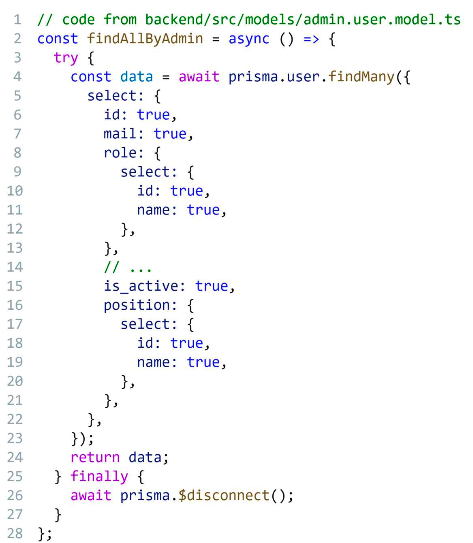 1 // code from backend/src/models/admin.user.model.ts
2 const findAllByAdmin = async () => {
3   try {
4     const data = await prisma.user.findMany({
5       select: {
6         id: true,
7         mail: true,
8         role: {
9           select: {
10             id: true,
11             name: true,
12           },
13         },
14         // ...
15         is_active: true,
16         position: {
17           select: {
18             id: true,
19             name: true,
20           },
21         },
22       },
23     });
24     return data;
25   } finally {
26     await prisma.$disconnect();
27   }
28 };